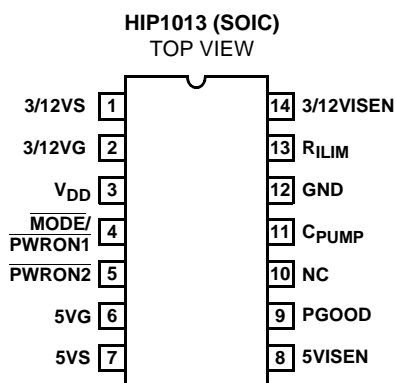 HIP1013 (SOIC)
TOP VIEW
3/12VS 1
3/12VG 2
VDD 3
MODE/
PWRON1 4
PWRON2 5
5VG 6
5VS 7
14 3/12VISEN
13 RILIM
12 GND
11 CPUMP
10 NC
9 PGOOD
8 5VISEN